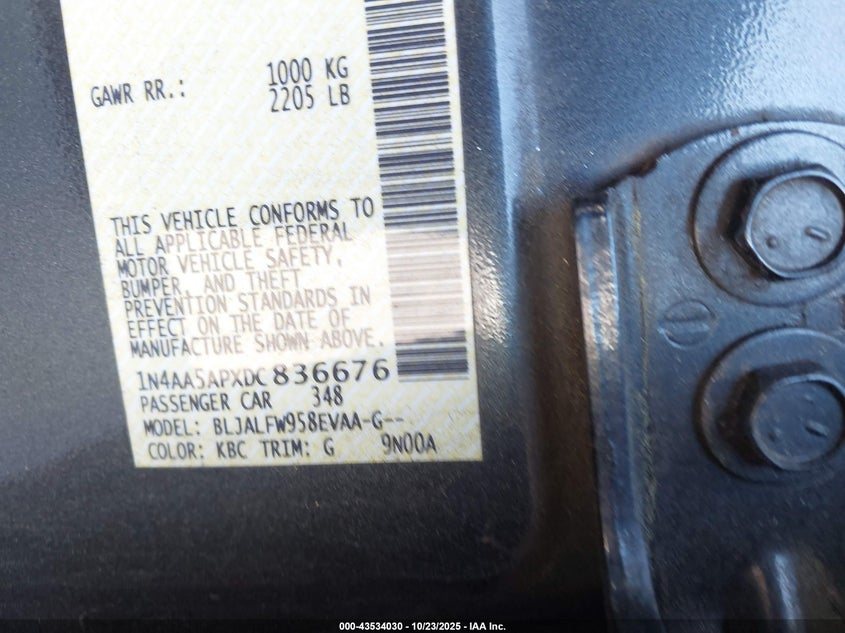 GAWR RR.: 1000 KG
2205 LB
THIS VEHICLE CONFORMS TO
ALL APPLICABLE FEDERAL
MOTOR VEHICLE SAFETY,
BUMPER, AND THEFT
PREVENTION STANDARDS IN
EFFECT ON THE DATE OF
MANUFACTURE SHOWN ABOVE.
1N4AA5APXDC836676
PASSENGER CAR 348
MODEL: BLJALFW958EVAA-G--
COLOR: KBC TRIM: G 9N00A
000-43534030 - 10/23/2025 - IAA Inc.